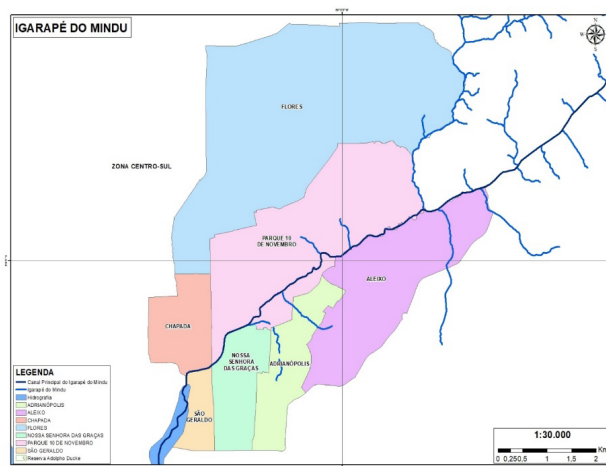 IGARAPÉ DO MINDU
N
W
FLORES
ZONA CENTRO-SUL
PARQUE 10
DE NOVEMBRO
ALEIXO
CHAPADA
NOSSA
SENHORA
DAS GRAÇAS
ADRIANÓPOLIS
SÃO
GERALDO
LEGENDA
Canal Principal do Igarapé do Mindu
Igarapé do Mindu
Hidrografia
ADRIANÓPOLIS
ALEIXO
CHAPADA
FLORES
NOSSA SENHORA DAS GRAÇAS
PARQUE 10 DE NOVEMBRO
SÃO GERALDO
Reserva Adolpho Ducke
1:30.000
Km
0 0,250,5 1 1,5 2